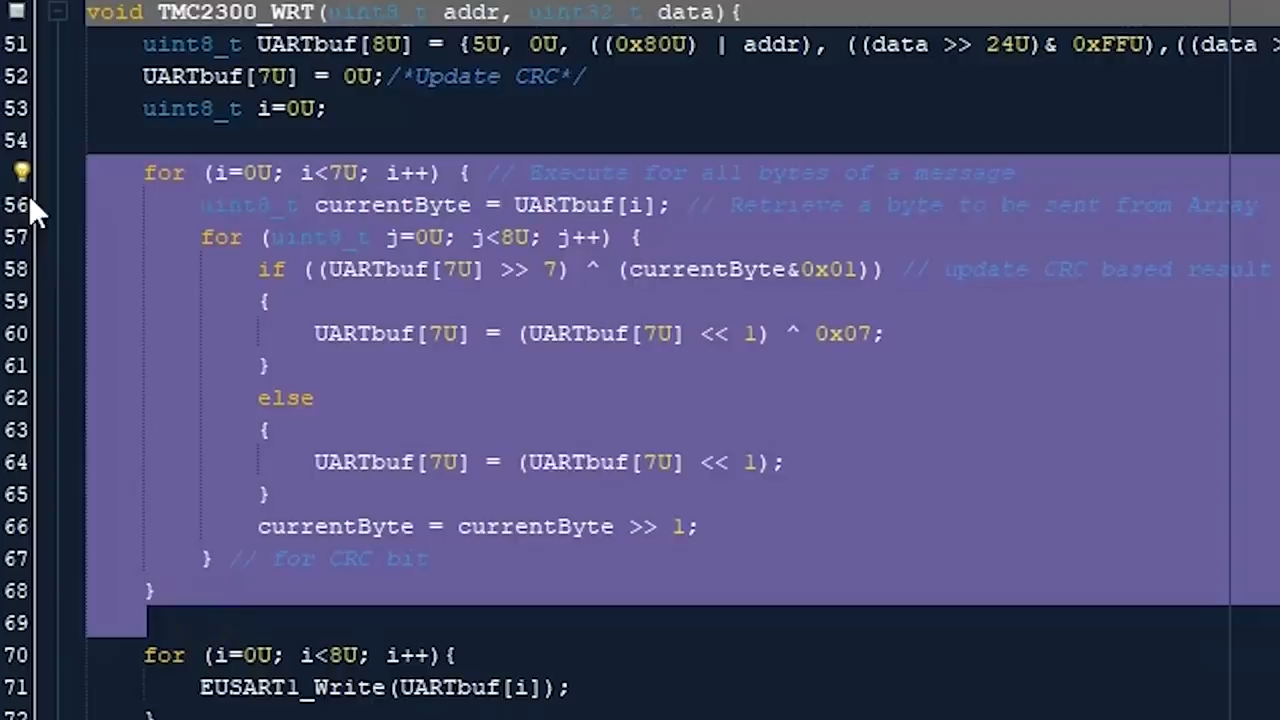 void TMC2300_WRT(uint8_t addr, uint32_t data){
51 uint8_t UARTbuf[8U] = {5U, 0U, ((0x80U) | addr), ((data >> 24U)& 0xFFU),((data >
52 UARTbuf[7U] = 0U;/*Update CRC*/
53 uint8_t i=0U;
54
for (i=0U; i<7U; i++) { // Execute for all bytes of a message
56 uint8_t currentByte = UARTbuf[i]; // Retrieve a byte to be sent from Array
57 for (uint8_t j=0U; j<8U; j++) {
58 if ((UARTbuf[7U] >> 7) ^ (currentByte&0x01)) // update CRC based result
59 {
60 UARTbuf[7U] = (UARTbuf[7U] << 1) ^ 0x07;
61 }
62 else
63 {
64 UARTbuf[7U] = (UARTbuf[7U] << 1);
65 }
66 currentByte = currentByte >> 1;
67 } // for CRC bit
68 }
69
70 for (i=0U; i<8U; i++){
71 EUSART1_Write(UARTbuf[i]);
72 }